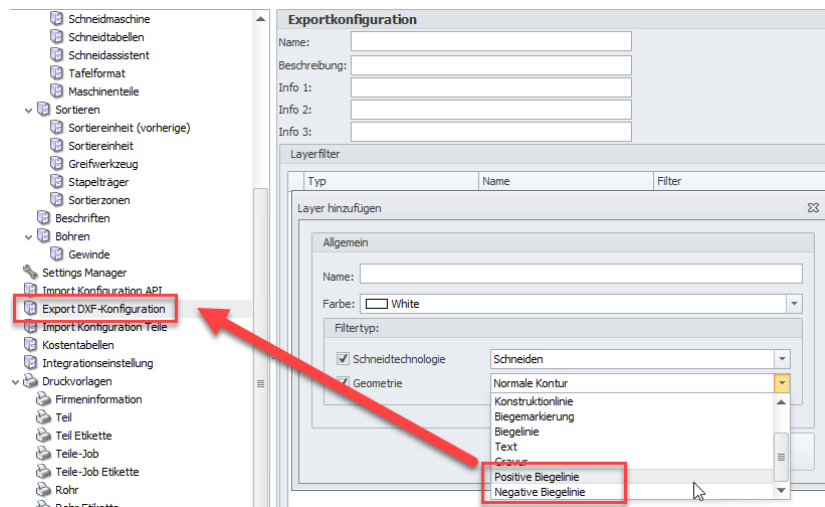 Schneidmaschine
Schneidtabellen
Schneidassistent
Tafelformat
Maschinenteile
Sortieren
Sortiereinheit (vorherige)
Sortiereinheit
Greifwerkzeug
Stapelträger
Sortierzonen
Beschriften
Bohren
Gewinde
Settings Manager
Import Konfiguration API
Export DXF-Konfiguration
Import Konfiguration Teile
Kostentabellen
Integrationseinstellung
Druckvorlagen
Firmeninformation
Teil
Teil Etikette
Teile-Job
Teile-Job Etikette
Rohr
Rohr Etikette
Exportkonfiguration
Name:
Beschreibung:
Info 1:
Info 2:
Info 3:
Layerfilter
Typ Name Filter
Layer hinzufügen
Allgemein
Name:
Farbe: White
Filtertyp:
Schneidtechnologie Schneiden
Geometrie Normale Kontur
Konstruktionlinie
Biegemarkierung
Biegelinie
Text
Gravur
Positive Biegelinie
Negative Biegelinie